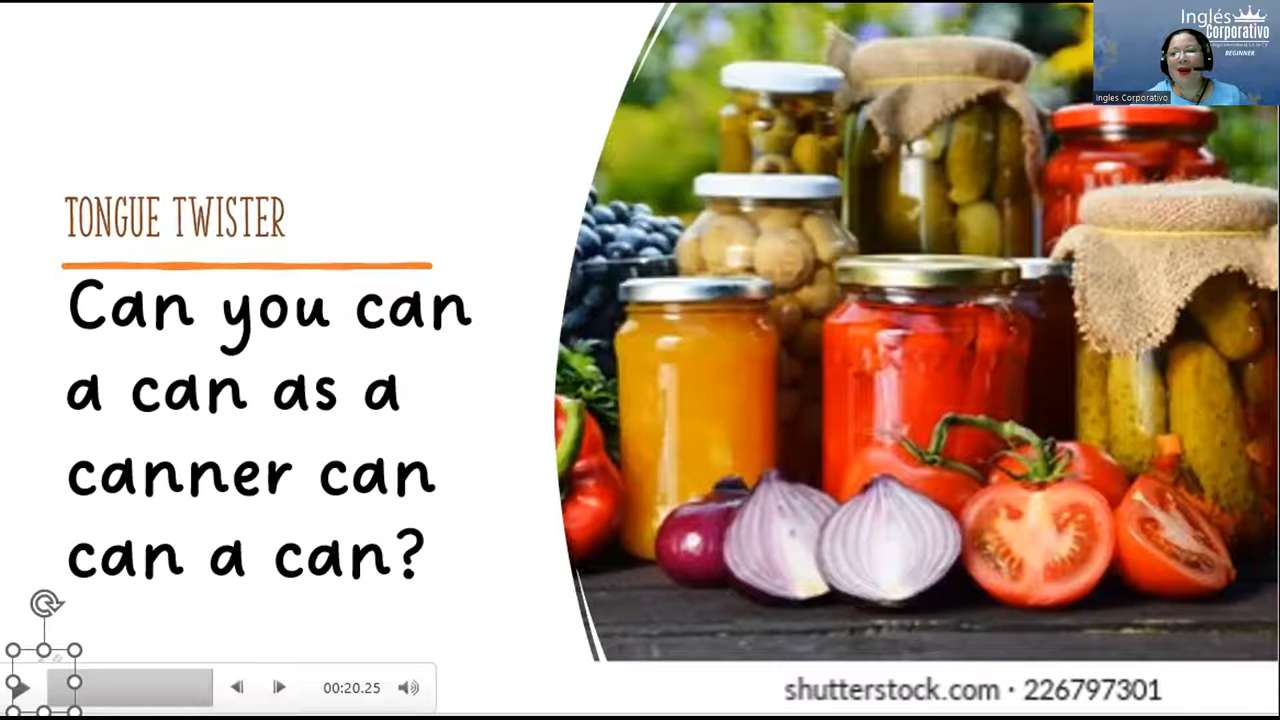 Inglés
Corporativo
BEGINNER
Ingles Corporativo
TONGUE TWISTER
Can you can
a can as a
canner can
can a can?
00:20.25
shutterstock.com · 226797301